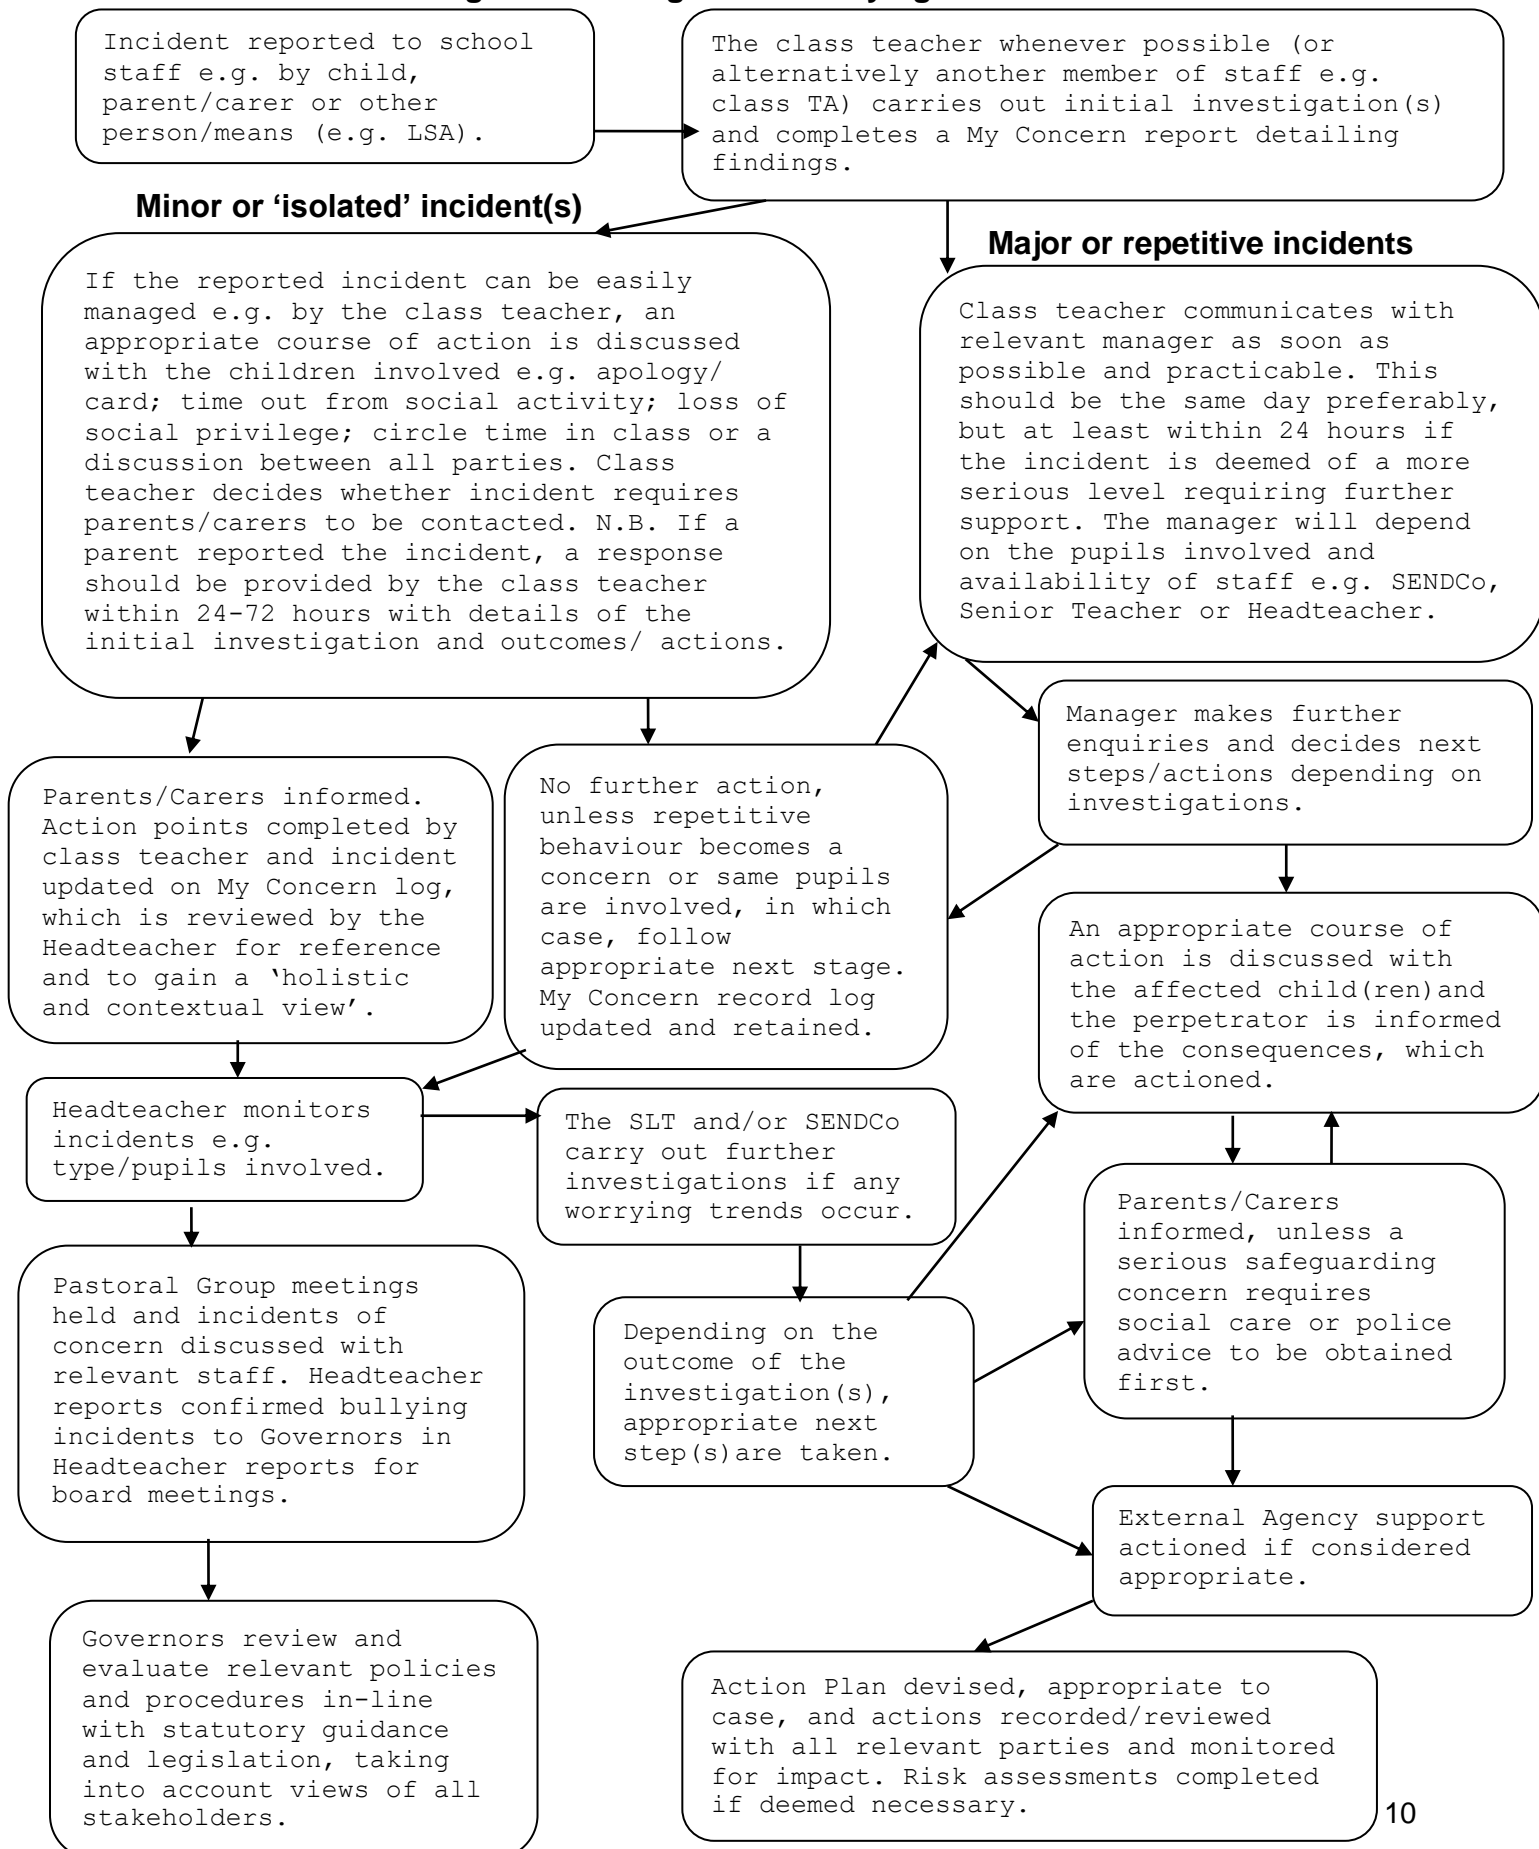 Incident reported to school
staff e.g. by child,
parent/carer or other
person/means (e.g. LSA).
The class teacher whenever possible (or
alternatively another member of staff e.g.
class TA) carries out initial investigation(s)
and completes a My Concern report detailing
findings.
Minor or ‘isolated’ incident(s)
If the reported incident can be easily
managed e.g. by the class teacher, an
appropriate course of action is discussed
with the children involved e.g. apology/
card; time out from social activity; loss of
social privilege; circle time in class or a
discussion between all parties. Class
teacher decides whether incident requires
parents/carers to be contacted. N.B. If a
parent reported the incident, a response
should be provided by the class teacher
within 24-72 hours with details of the
initial investigation and outcomes/ actions.
Major or repetitive incidents
Class teacher communicates with
relevant manager as soon as
possible and practicable. This
should be the same day preferably,
but at least within 24 hours if
the incident is deemed of a more
serious level requiring further
support. The manager will depend
on the pupils involved and
availability of staff e.g. SENDCo,
Senior Teacher or Headteacher.
Manager makes further
enquiries and decides next
steps/actions depending on
investigations.
Parents/Carers informed.
Action points completed by
class teacher and incident
updated on My Concern log,
which is reviewed by the
Headteacher for reference
and to gain a ‘holistic
and contextual view’.
No further action,
unless repetitive
behaviour becomes a
concern or same pupils
are involved, in which
case, follow
appropriate next stage.
My Concern record log
updated and retained.
An appropriate course of
action is discussed with
the affected child(ren)and
the perpetrator is informed
of the consequences, which
are actioned.
Headteacher monitors
incidents e.g.
type/pupils involved.
The SLT and/or SENDCo
carry out further
investigations if any
worrying trends occur.
Parents/Carers
informed, unless a
serious safeguarding
concern requires
social care or police
advice to be obtained
first.
Pastoral Group meetings
held and incidents of
concern discussed with
relevant staff. Headteacher
reports confirmed bullying
incidents to Governors in
Headteacher reports for
board meetings.
Depending on the
outcome of the
investigation(s),
appropriate next
step(s)are taken.
External Agency support
actioned if considered
appropriate.
Governors review and
evaluate relevant policies
and procedures in-line
with statutory guidance
and legislation, taking
into account views of all
stakeholders.
Action Plan devised, appropriate to
case, and actions recorded/reviewed
with all relevant parties and monitored
for impact. Risk assessments completed
if deemed necessary.
10